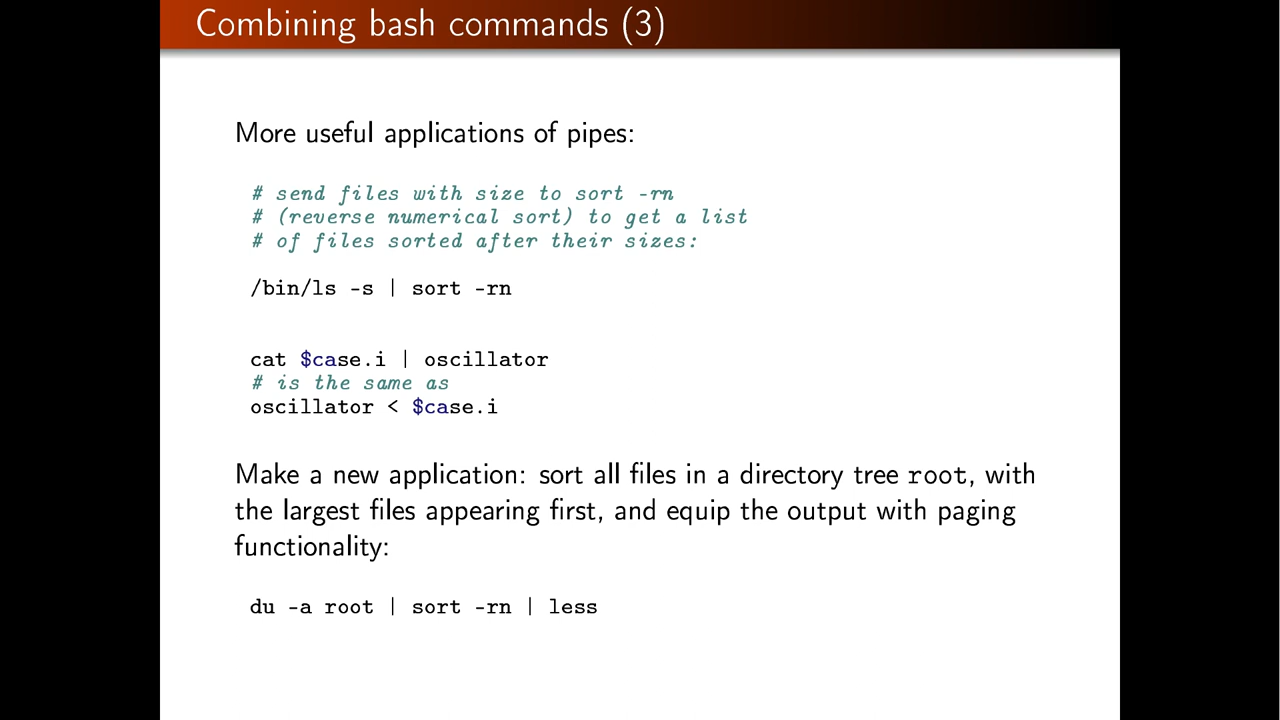 Combining bash commands (3)
More useful applications of pipes:
# send files with size to sort -rn
# (reverse numerical sort) to get a list
# of files sorted after their sizes:
/bin/ls -s | sort -rn
cat $case.i | oscillator
# is the same as
oscillator < $case.i
Make a new application: sort all files in a directory tree root, with
the largest files appearing first, and equip the output with paging
functionality:
du -a root | sort -rn | less